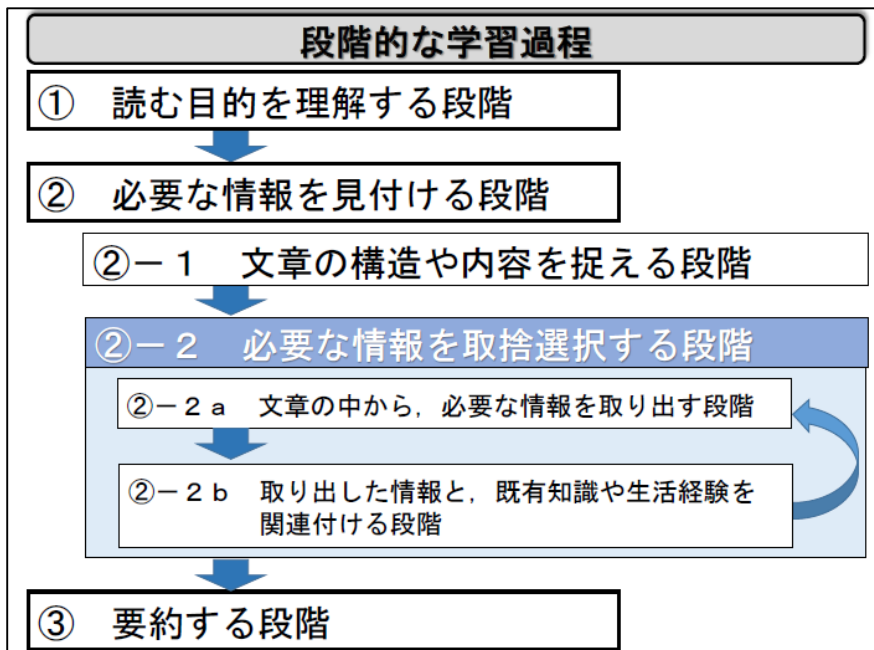 段階的な学習過程
① 読む目的を理解する段階
② 必要な情報を見付ける段階
②－１ 文章の構造や内容を捉える段階
②－２ 必要な情報を取捨選択する段階
②－２ａ 文章の中から，必要な情報を取り出す段階
②－２ｂ 取り出した情報と，既有知識や生活経験を
関連付ける段階
③ 要約する段階